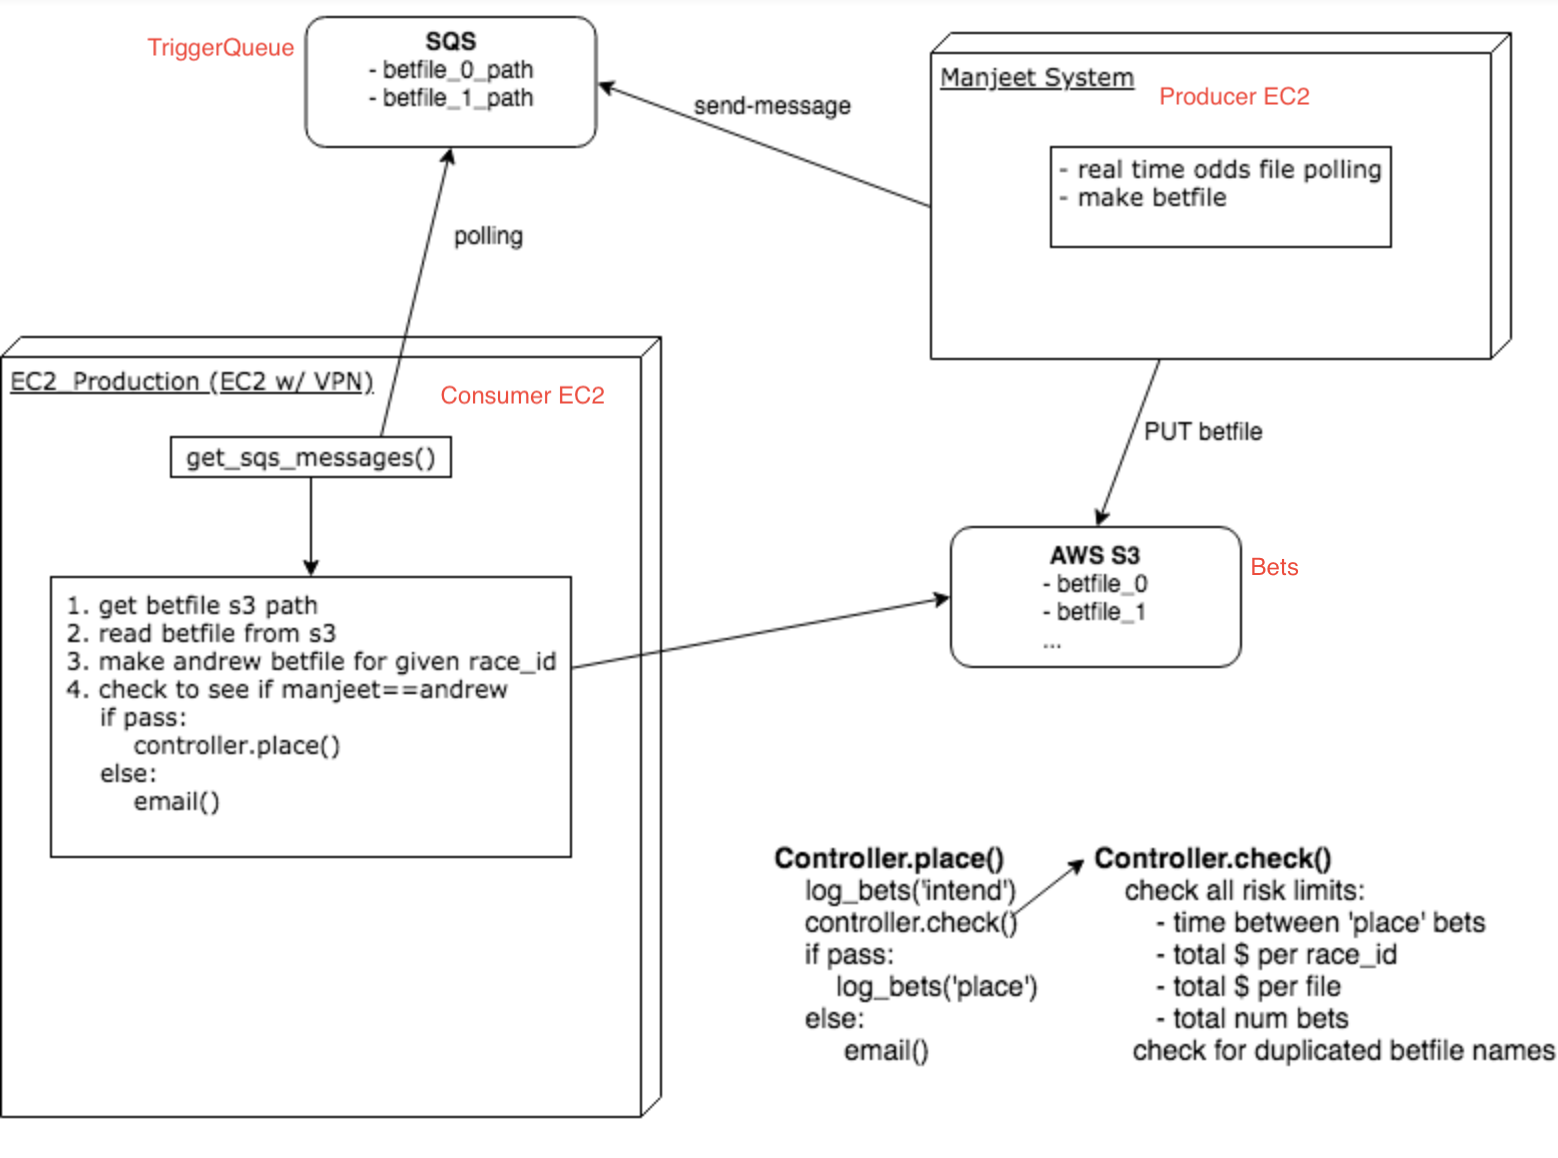 TriggerQueue
SQS
- betfile_0_path
- betfile_1_path
send-message
Manjeet System
Producer EC2
- real time odds file polling
- make betfile
polling
EC2_Production (EC2 w/ VPN)
Consumer EC2
get_sqs_messages()
PUT betfile
1. get betfile s3 path
2. read betfile from s3
3. make andrew betfile for given race_id
4. check to see if manjeet==andrew
if pass:
controller.place()
else:
email()
AWS S3
- betfile_0
- betfile_1
...
Bets
Controller.place()
log_bets('intend')
controller.check()
if pass:
log_bets('place')
else:
email()
Controller.check()
check all risk limits:
- time between 'place' bets
- total $ per race_id
- total $ per file
- total num bets
check for duplicated betfile names